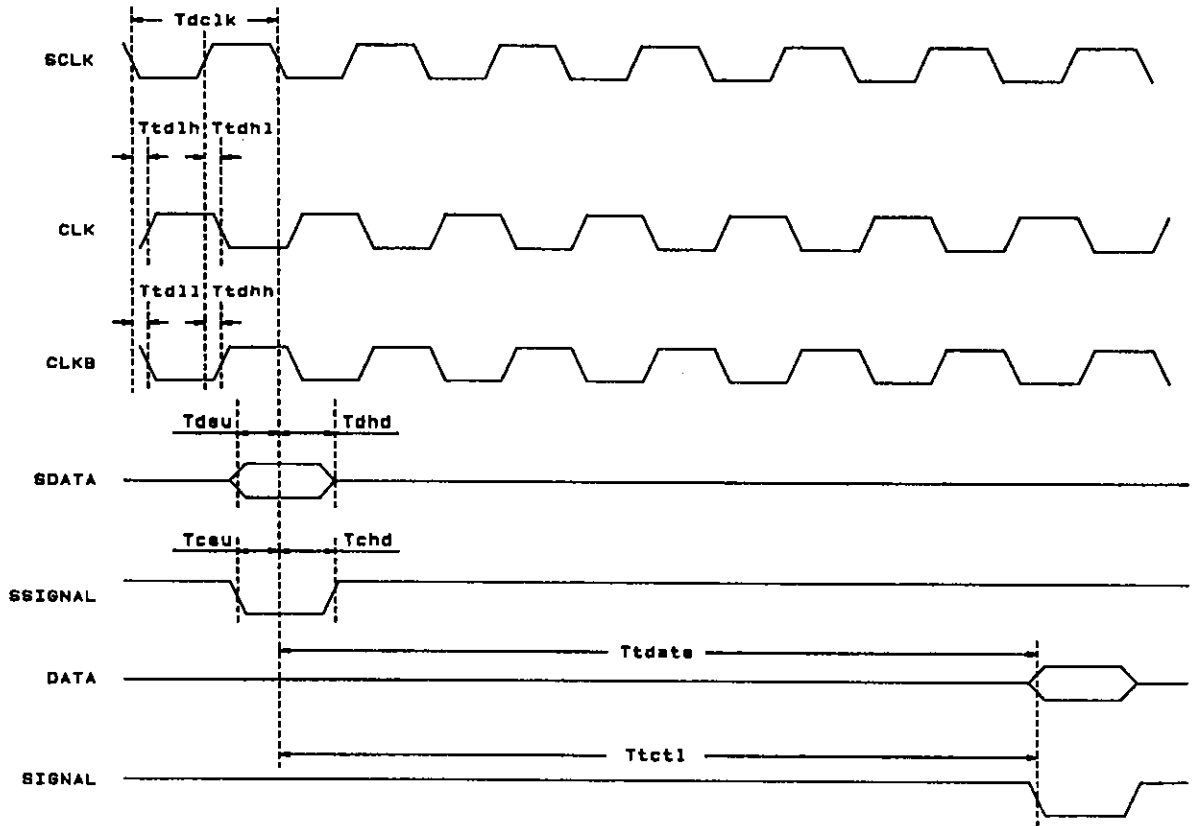 Tdclk
SCLK
Ttdlh Ttdhl
CLK
Ttdll Ttdhh
CLKB
Tdsu Tdhd
SDATA
Tcsu Tchd
SSIGNAL
Ttdata
DATA
Ttctl
SIGNAL